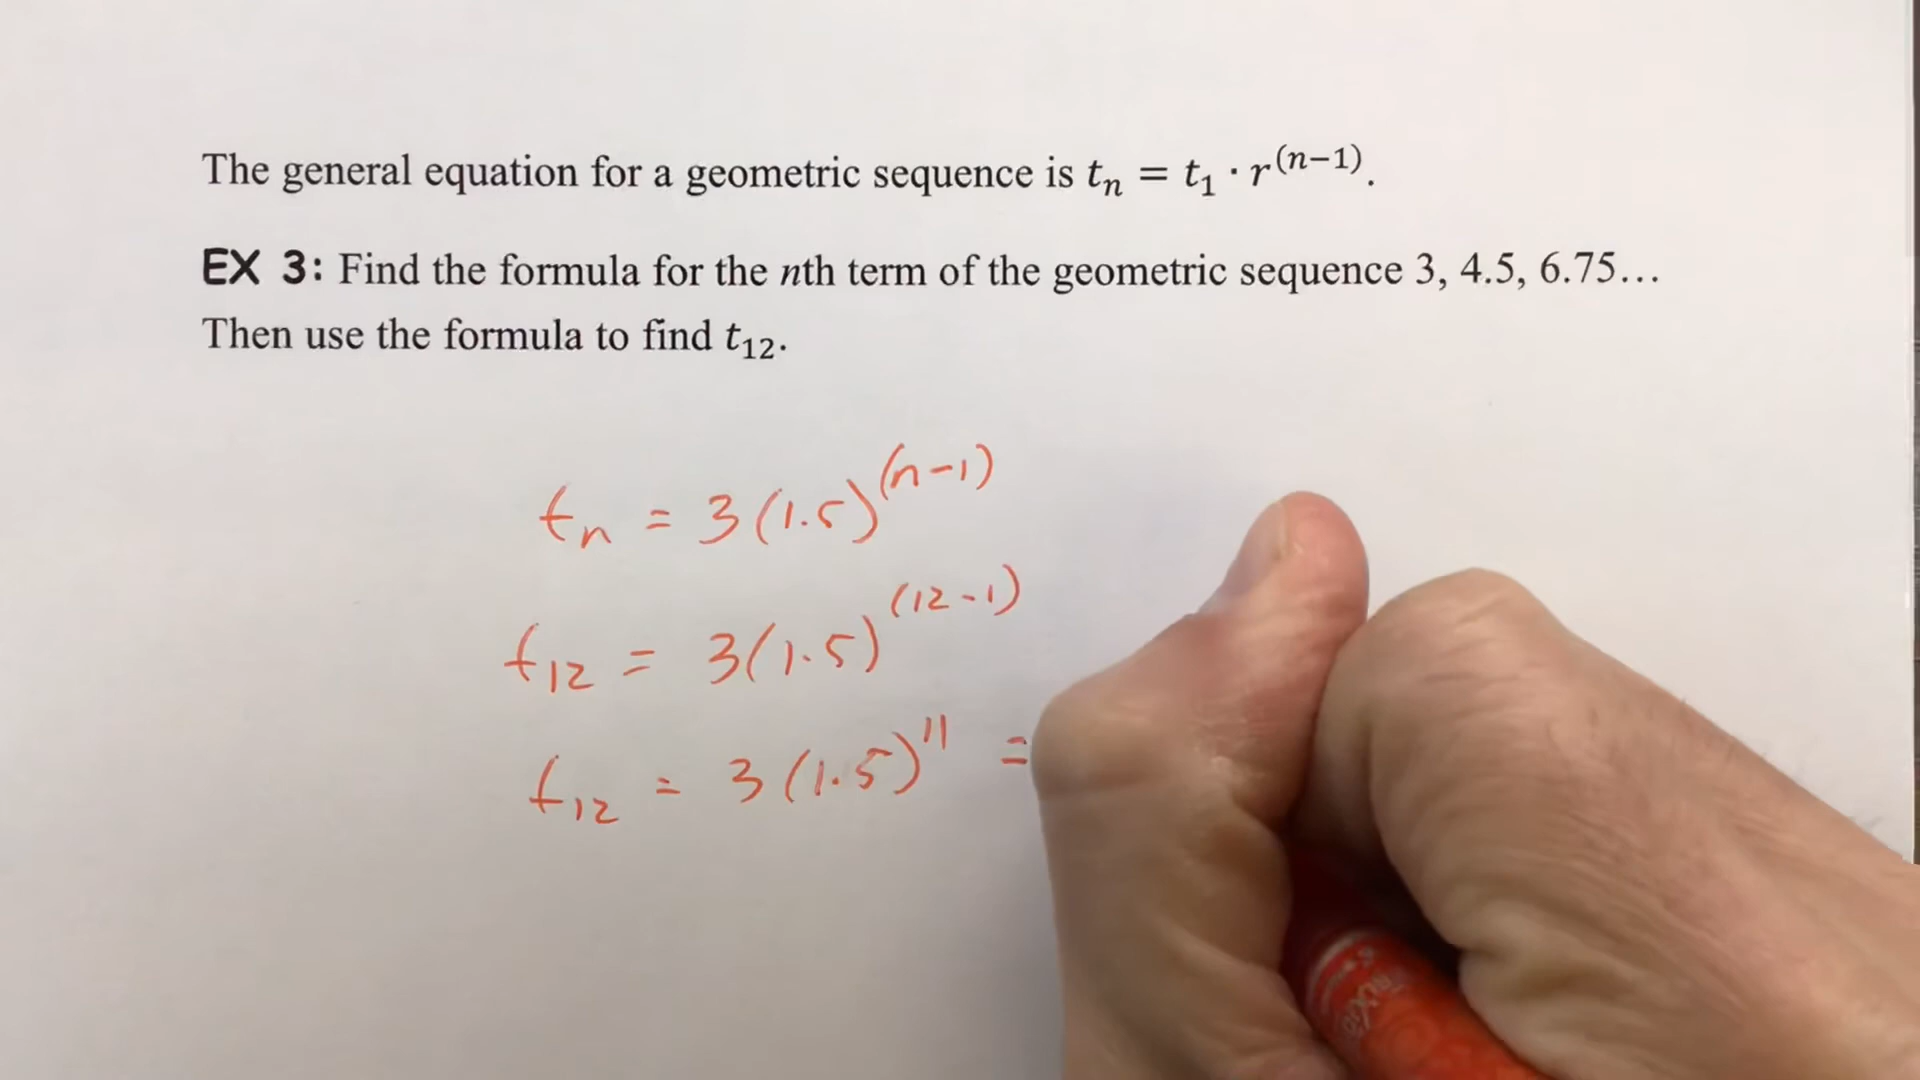 The general equation for a geometric sequence is tₙ = t₁ · r⁽ⁿ⁻¹⁾.
EX 3: Find the formula for the nth term of the geometric sequence 3, 4.5, 6.75…
Then use the formula to find t₁₂.
tₙ = 3(1.5)⁽ⁿ⁻¹⁾
t₁₂ = 3(1.5)⁽¹²⁻¹⁾
t₁₂ = 3(1.5)¹¹ =